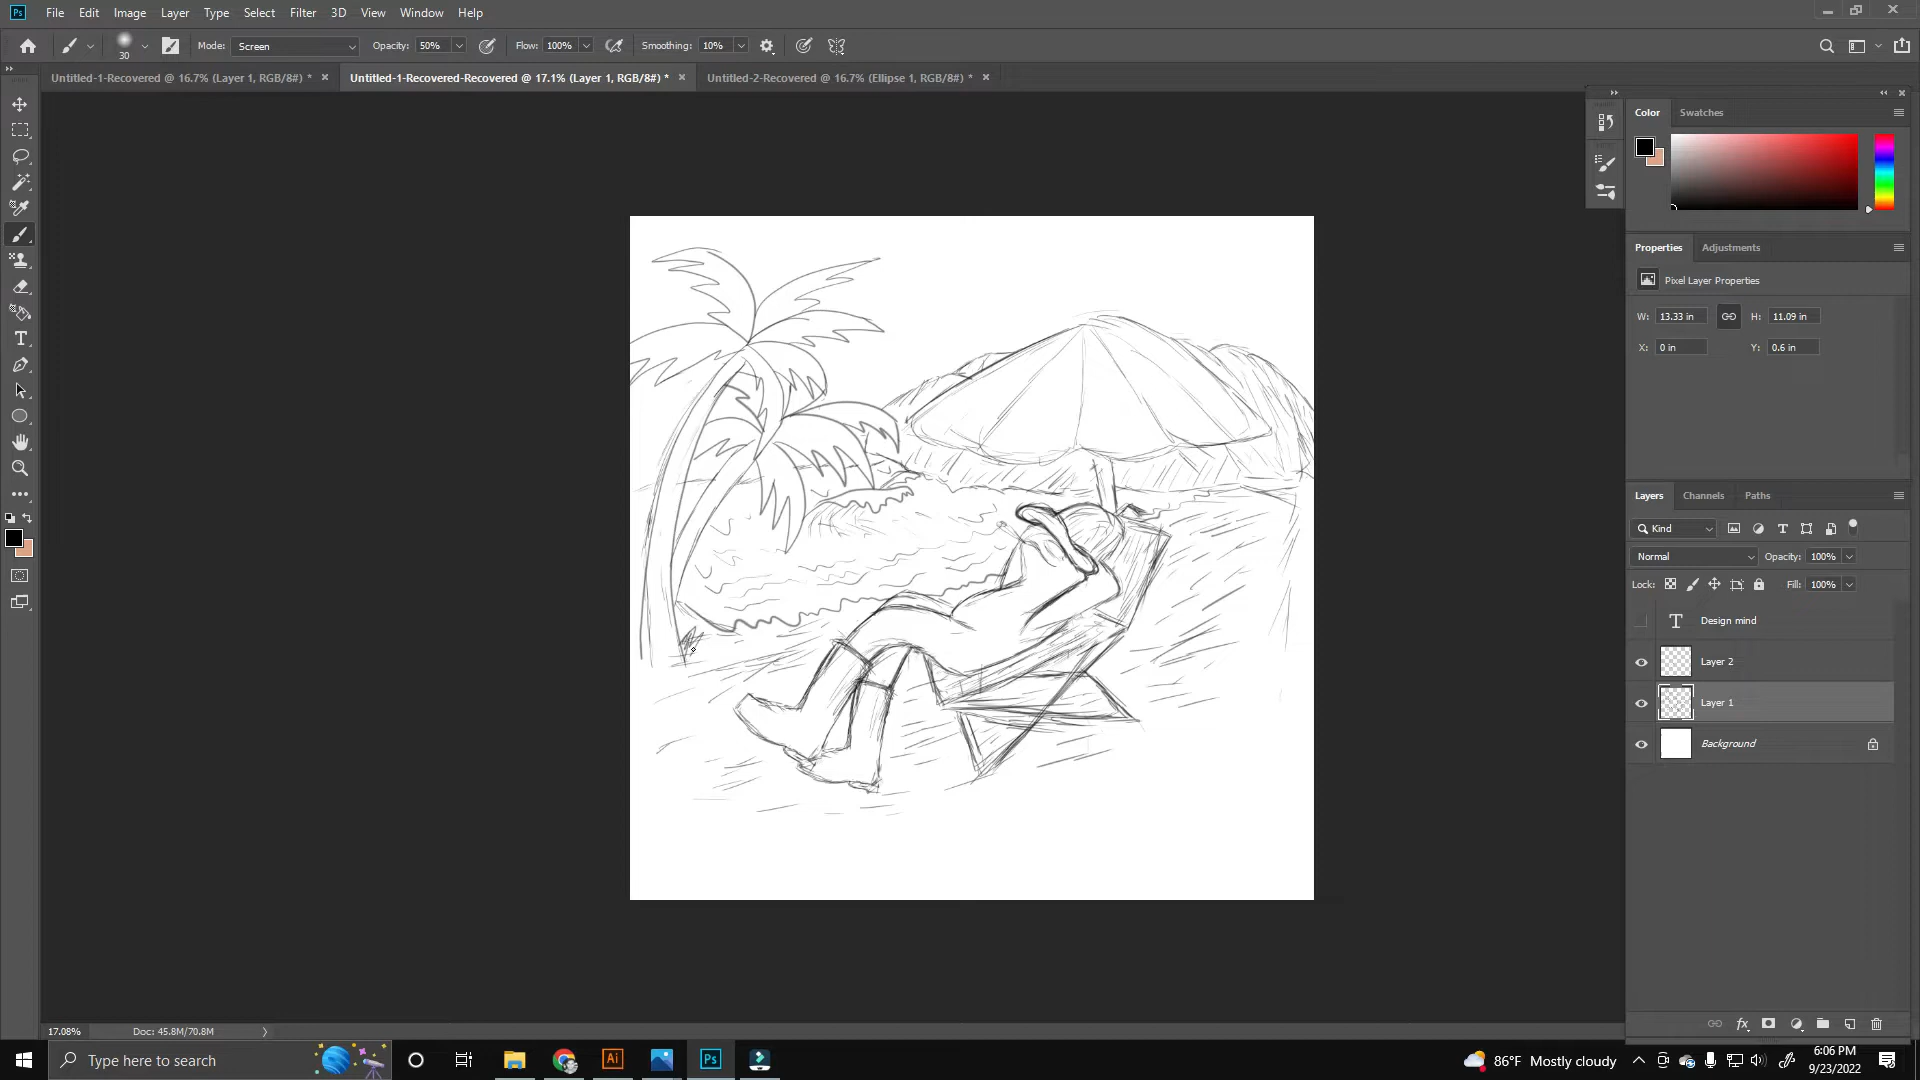 Ps File Edit Image Layer Type Select Filter 3D View Window Help
30 Mode: Screen Opacity: 50% Flow: 100% Smoothing: 10%
Untitled-1-Recovered @ 16.7% (Layer 1, RGB/8#) * × Untitled-1-Recovered-Recovered @ 17.1% (Layer 1, RGB/8#) * × Untitled-2-Recovered @ 16.7% (Ellipse 1, RGB/8#) * ×
Color Swatches
Properties Adjustments
Pixel Layer Properties
W: 13.33 in H: 11.09 in
X: 0 in Y: 0.6 in
Layers Channels Paths
Kind
Normal Opacity: 100%
Lock: Fill: 100%
T Design mind
Layer 2
Layer 1
Background
fx
17.08% Doc: 45.8M/70.8M
Type here to search Ai Ps 86°F Mostly cloudy
6:06 PM
9/23/2022